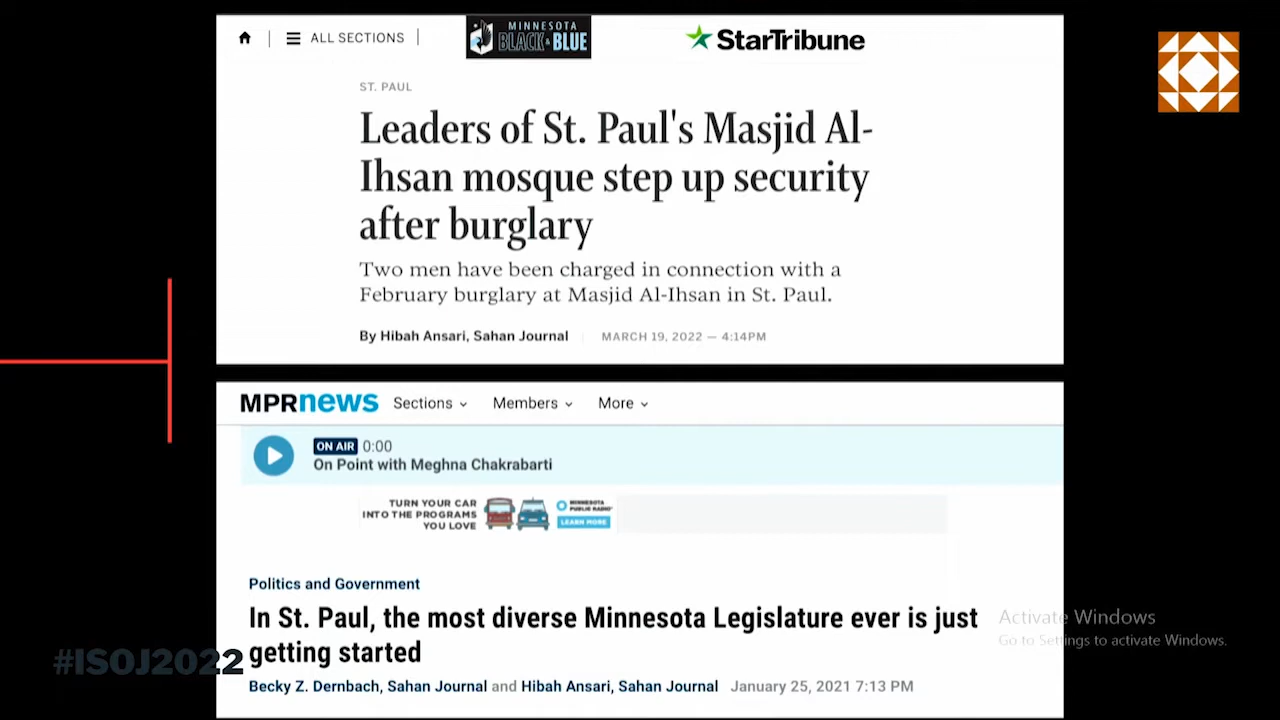 ALL SECTIONS
MINNESOTA
BLACK & BLUE
StarTribune
ST. PAUL
Leaders of St. Paul's Masjid Al-
Ihsan mosque step up security
after burglary
Two men have been charged in connection with a
February burglary at Masjid Al-Ihsan in St. Paul.
By Hibah Ansari, Sahan Journal MARCH 19, 2022 — 4:14PM
MPRnews Sections Members More
ON AIR 0:00
On Point with Meghna Chakrabarti
TURN YOUR CAR
INTO THE PROGRAMS
YOU LOVE
MINNESOTA
PUBLIC RADIO
LEARN MORE
Politics and Government
In St. Paul, the most diverse Minnesota Legislature ever is just
getting started
Becky Z. Dernbach, Sahan Journal and Hibah Ansari, Sahan Journal January 25, 2021 7:13 PM
#ISOJ2022
Activate Windows
Go to Settings to activate Windows.